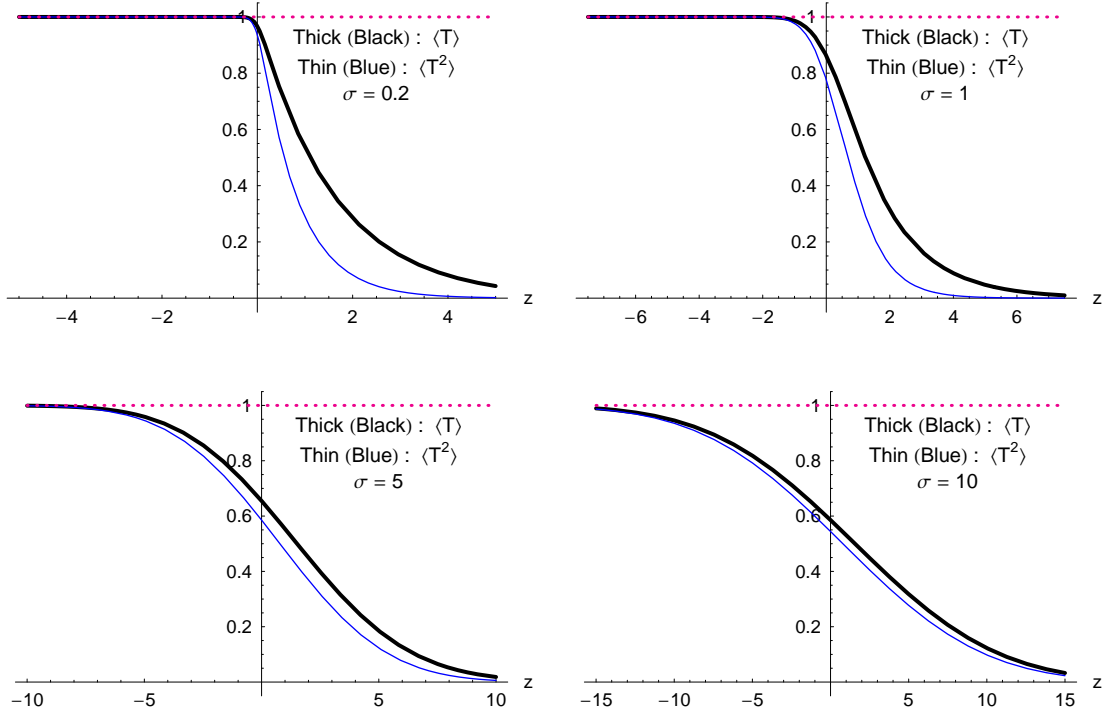 1
Thick (Black) : ⟨T⟩
Thin (Blue) : ⟨T²⟩
σ = 0.2
0.8
0.6
0.4
0.2
−4 −2 2 4 z
1
Thick (Black) : ⟨T⟩
Thin (Blue) : ⟨T²⟩
σ = 1
0.8
0.6
0.4
0.2
−6 −4 −2 2 4 6 z
1
Thick (Black) : ⟨T⟩
Thin (Blue) : ⟨T²⟩
σ = 5
0.8
0.6
0.4
0.2
−10 −5 5 10 z
1
Thick (Black) : ⟨T⟩
Thin (Blue) : ⟨T²⟩
σ = 10
0.8
0.6
0.4
0.2
−15 −10 −5 5 10 15 z